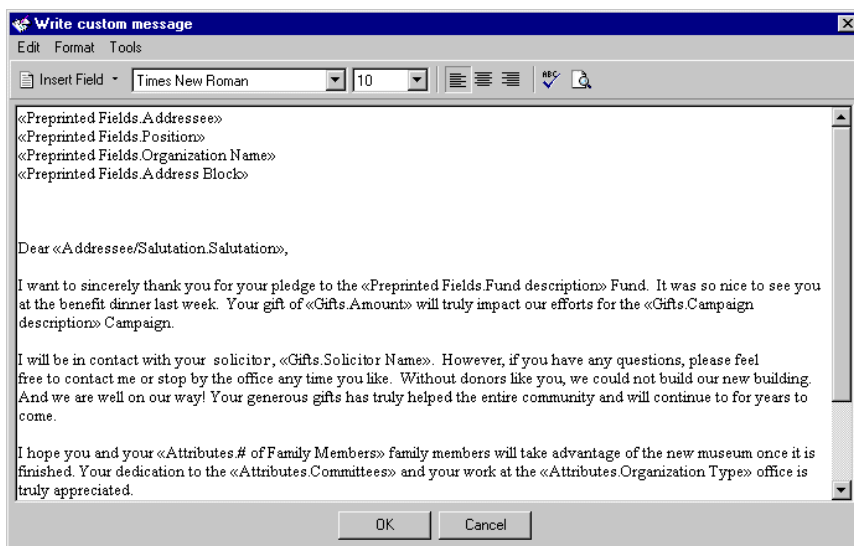 Write custom message
Edit Format Tools
Insert Field Times New Roman 10 ABC
«Preprinted Fields.Addressee»
«Preprinted Fields.Position»
«Preprinted Fields.Organization Name»
«Preprinted Fields.Address Block»
Dear «Addressee/Salutation.Salutation»,
I want to sincerely thank you for your pledge to the «Preprinted Fields.Fund description» Fund. It was so nice to see you
at the benefit dinner last week. Your gift of «Gifts.Amount» will truly impact our efforts for the «Gifts.Campaign
description» Campaign.
I will be in contact with your solicitor, «Gifts.Solicitor Name». However, if you have any questions, please feel
free to contact me or stop by the office any time you like. Without donors like you, we could not build our new building.
And we are well on our way! Your generous gifts has truly helped the entire community and will continue to for years to
come.
I hope you and your «Attributes.# of Family Members» family members will take advantage of the new museum once it is
finished. Your dedication to the «Attributes.Committees» and your work at the «Attributes.Organization Type» office is
truly appreciated.
OK Cancel